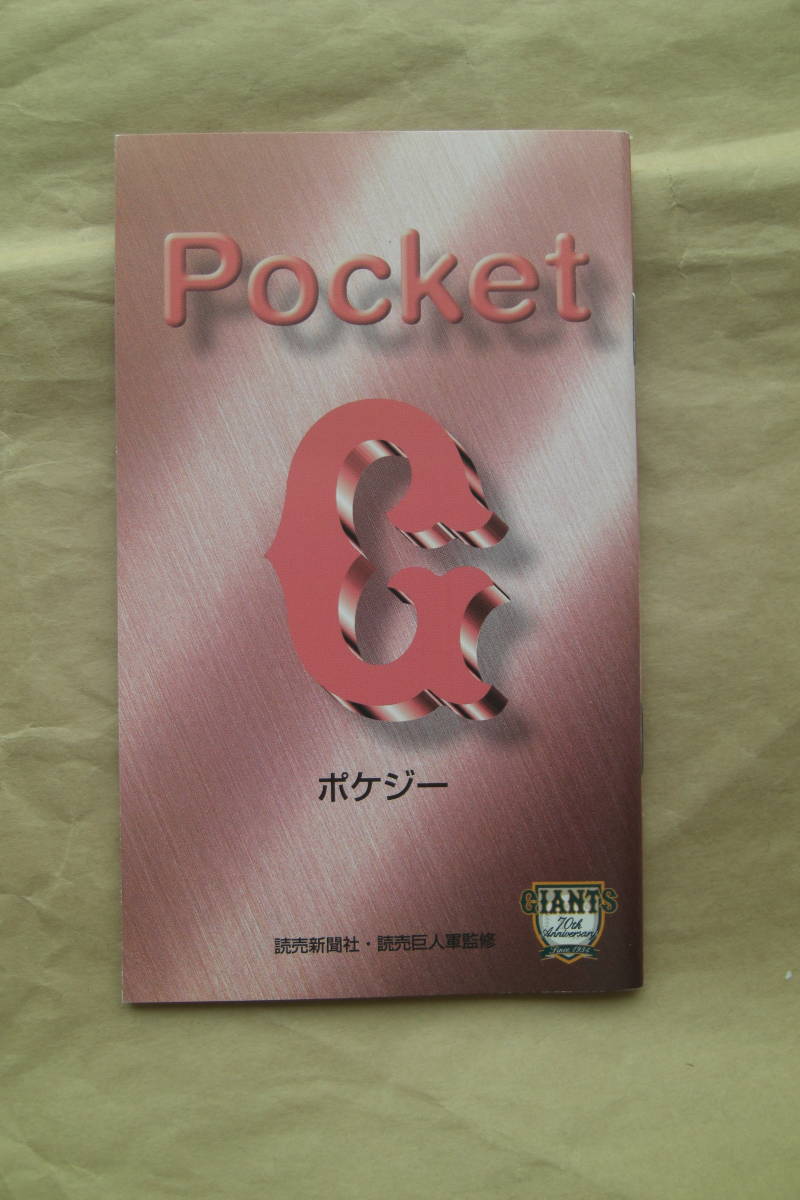 Pocket
G
ポケジー
読売新聞社・読売巨人軍監修
GIANTS
70th
Anniversary
Since 1934